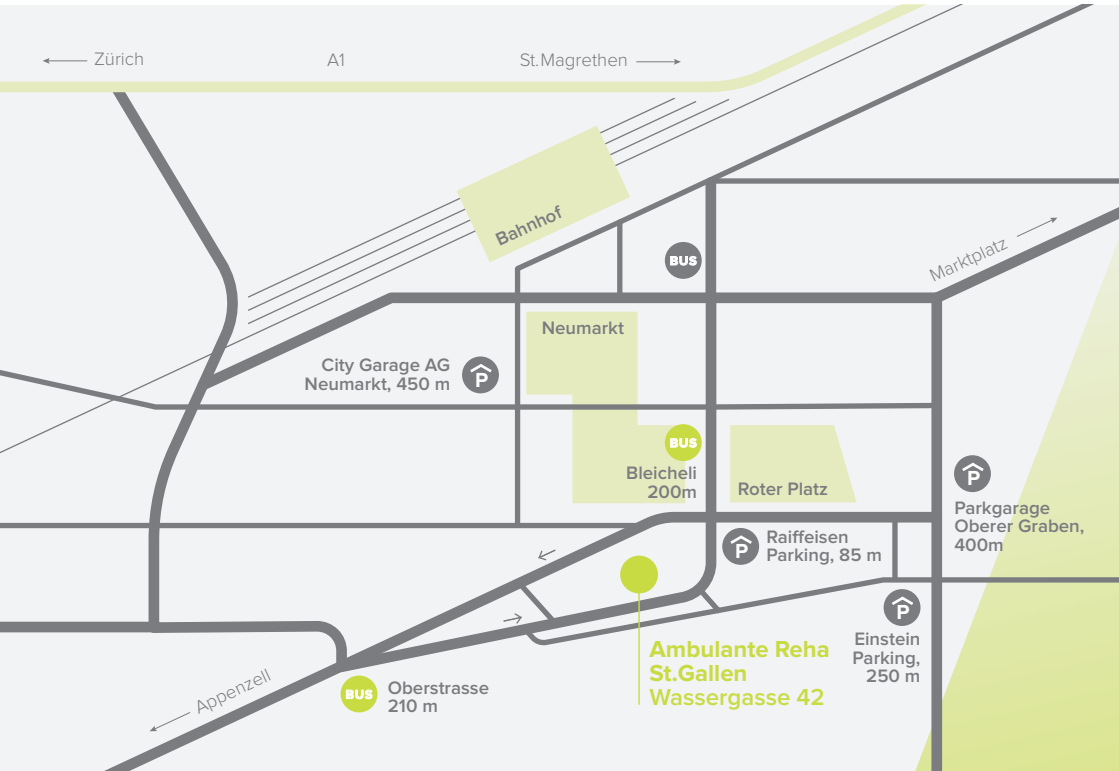 Zürich
A1
St.Magrethen
Bahnhof
BUS
Marktplatz
Neumarkt
City Garage AG
Neumarkt, 450 m
P
BUS
Bleicheli
200m
Roter Platz
P
Parkgarage
Oberer Graben,
400m
P
Raiffeisen
Parking, 85 m
P
Einstein
Parking,
250 m
Ambulante Reha
St.Gallen
Wassergasse 42
Appenzell
BUS
Oberstrasse
210 m